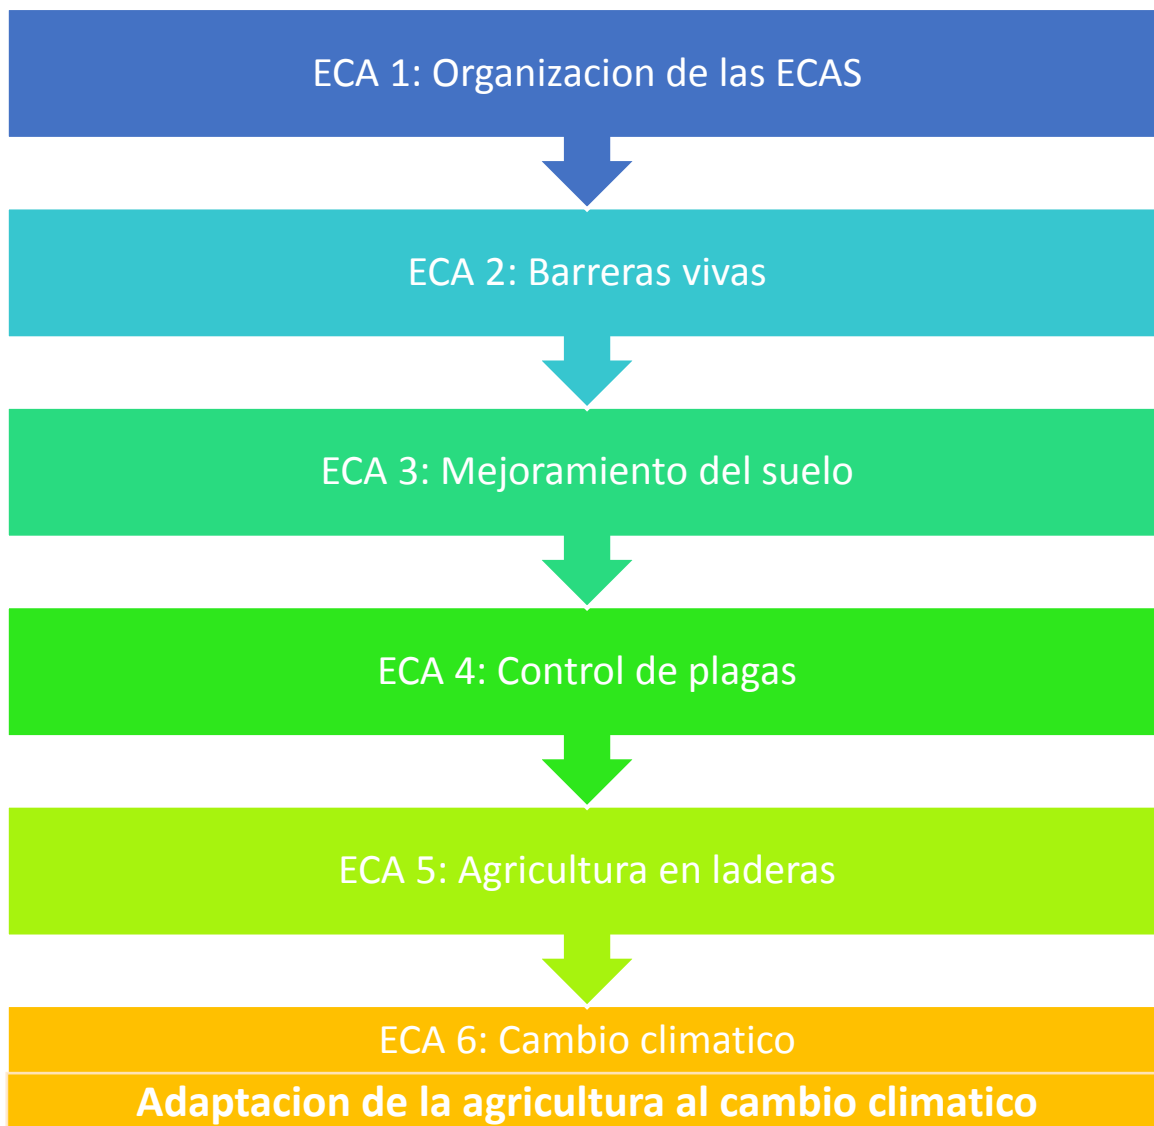 ECA 1: Organizacion de las ECAS
ECA 2: Barreras vivas
ECA 3: Mejoramiento del suelo
ECA 4: Control de plagas
ECA 5: Agricultura en laderas
ECA 6: Cambio climatico
Adaptacion de la agricultura al cambio climatico